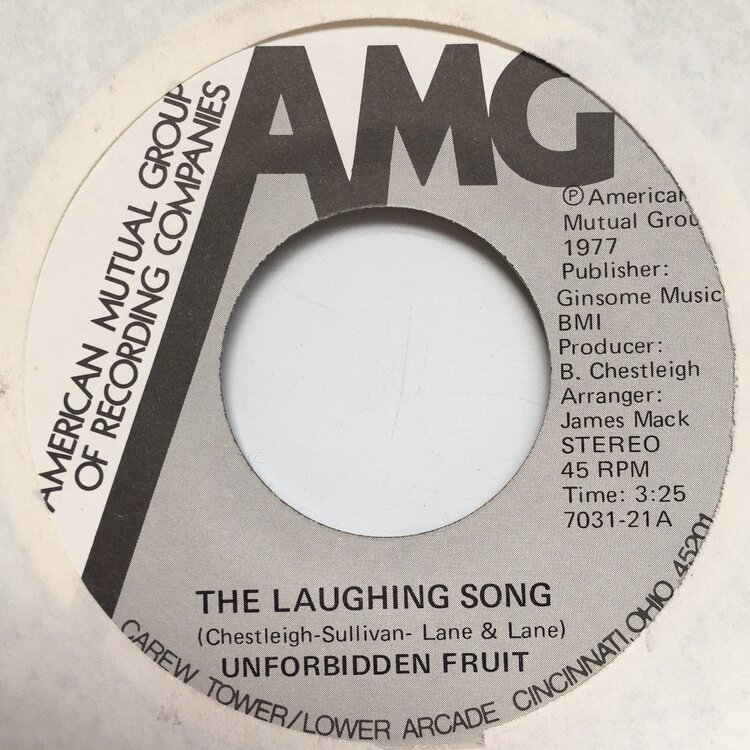 AMG
AMERICAN MUTUAL GROUP
OF RECORDING COMPANIES
Ⓟ American
Mutual Grou
1977
Publisher:
Ginsome Music
BMI
Producer:
B. Chestleigh
Arranger:
James Mack
STEREO
45 RPM
Time: 3:25
7031-21A
THE LAUGHING SONG
(Chestleigh-Sullivan- Lane & Lane)
UNFORBIDDEN FRUIT
CAREW TOWER/LOWER ARCADE CINCINNATI, OHIO 45201